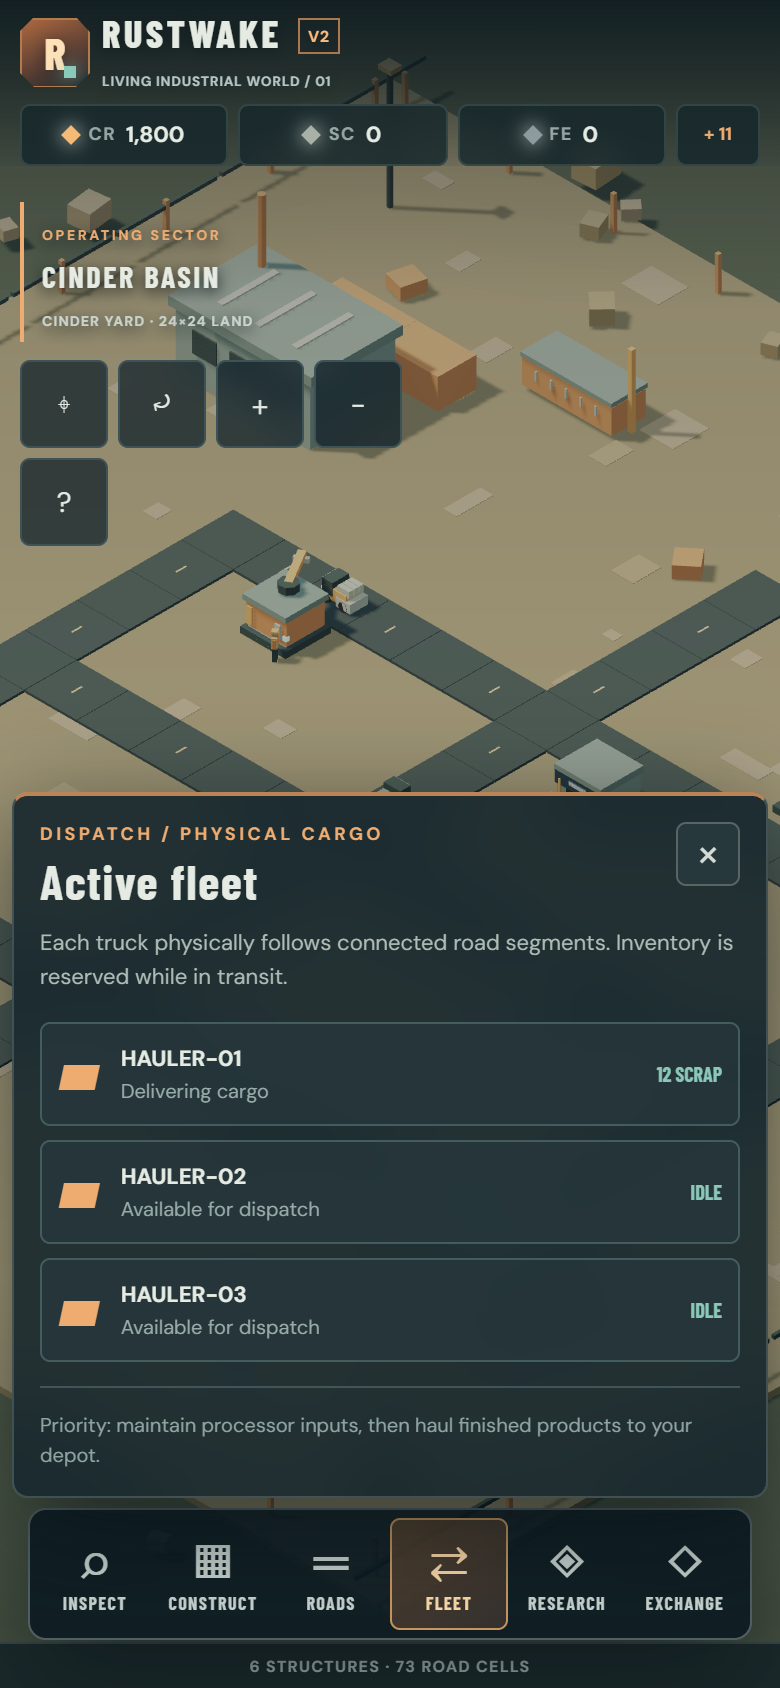 R
RUSTWAKE V2
LIVING INDUSTRIAL WORLD / 01
CR 1,800
SC 0
FE 0
+ 11
OPERATING SECTOR
CINDER BASIN
CINDER YARD · 24×24 LAND
+
−
?
DISPATCH / PHYSICAL CARGO
×
Active fleet
Each truck physically follows connected road segments. Inventory is
reserved while in transit.
HAULER-01
Delivering cargo
12 SCRAP
HAULER-02
Available for dispatch
IDLE
HAULER-03
Available for dispatch
IDLE
Priority: maintain processor inputs, then haul finished products to your
depot.
INSPECT
CONSTRUCT
ROADS
FLEET
RESEARCH
EXCHANGE
6 STRUCTURES · 73 ROAD CELLS